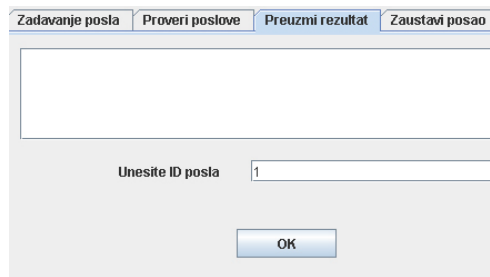 Zadavanje posla Proveri poslove Preuzmi rezultat Zaustavi posao
Unesite ID posla 1
OK